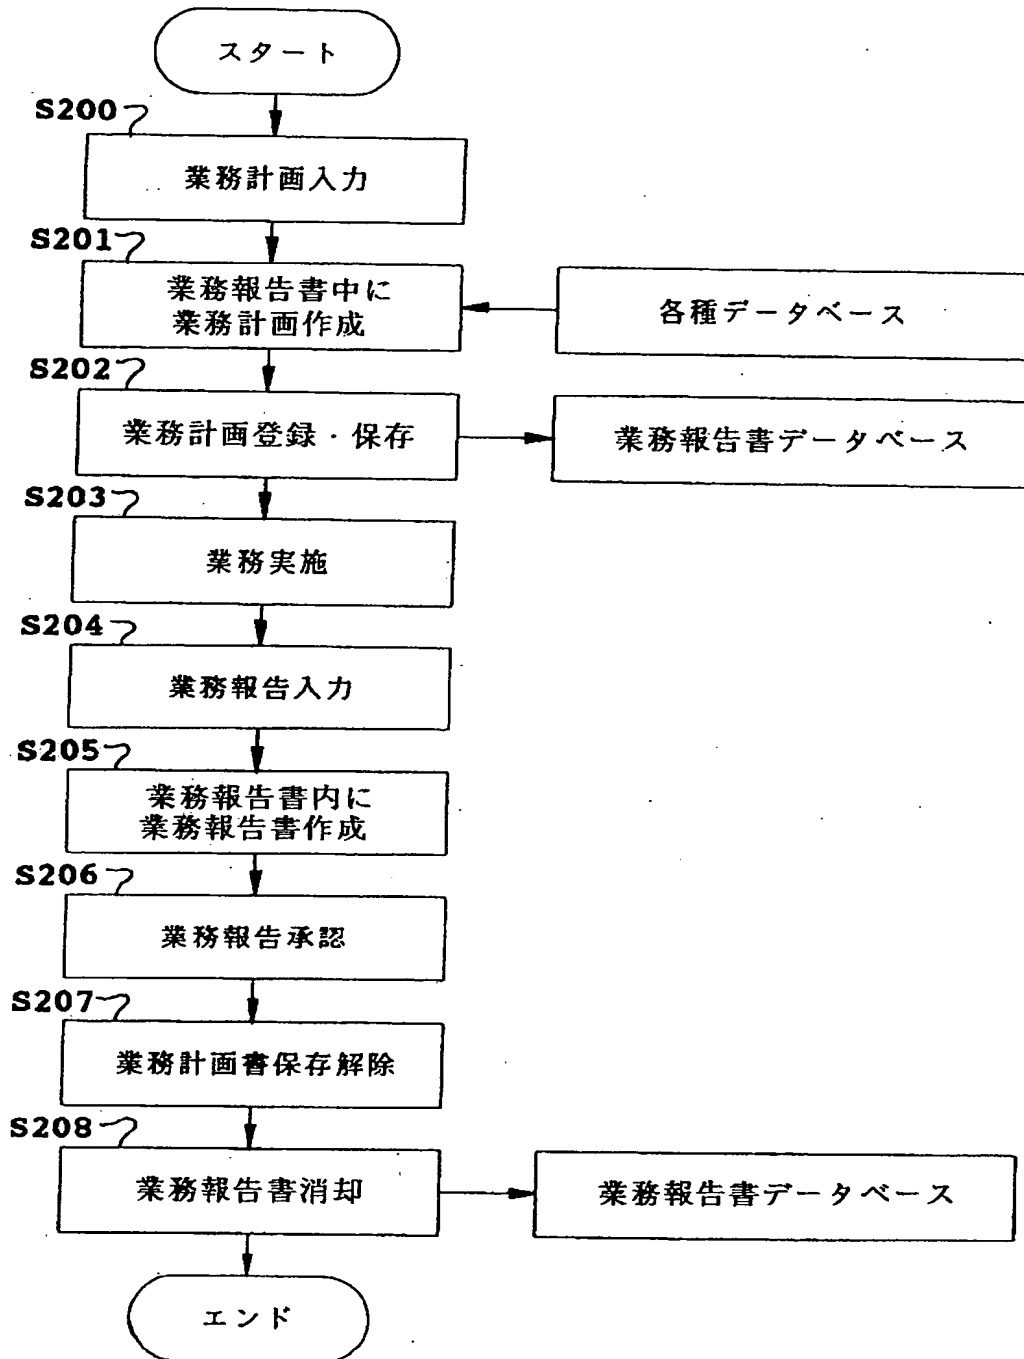 スタート
S200
業務計画入力
S201
業務報告書中に
業務計画作成
各種データベース
S202
業務計画登録・保存
業務報告書データベース
S203
業務実施
S204
業務報告入力
S205
業務報告書内に
業務報告書作成
S206
業務報告承認
S207
業務計画書保存解除
S208
業務報告書消却
業務報告書データベース
エンド